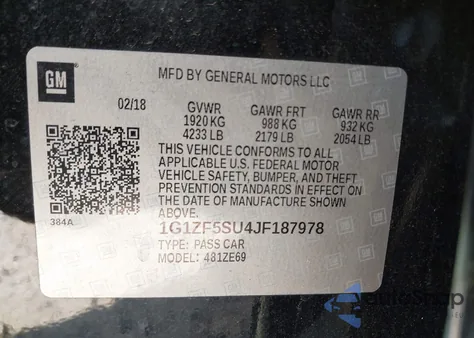 GM
MFD BY GENERAL MOTORS LLC
02/18 GVWR GAWR FRT GAWR RR
1920 KG 988 KG 932 KG
4233 LB 2179 LB 2054 LB
THIS VEHICLE CONFORMS TO ALL
APPLICABLE U.S. FEDERAL MOTOR
VEHICLE SAFETY, BUMPER, AND THEFT
PREVENTION STANDARDS IN EFFECT ON
THE DATE OF MANUFACTURE SHOWN
ABOVE.
384A
1G1ZF5SU4JF187978
TYPE: PASS CAR
MODEL: 481ZE69
AutoSnap